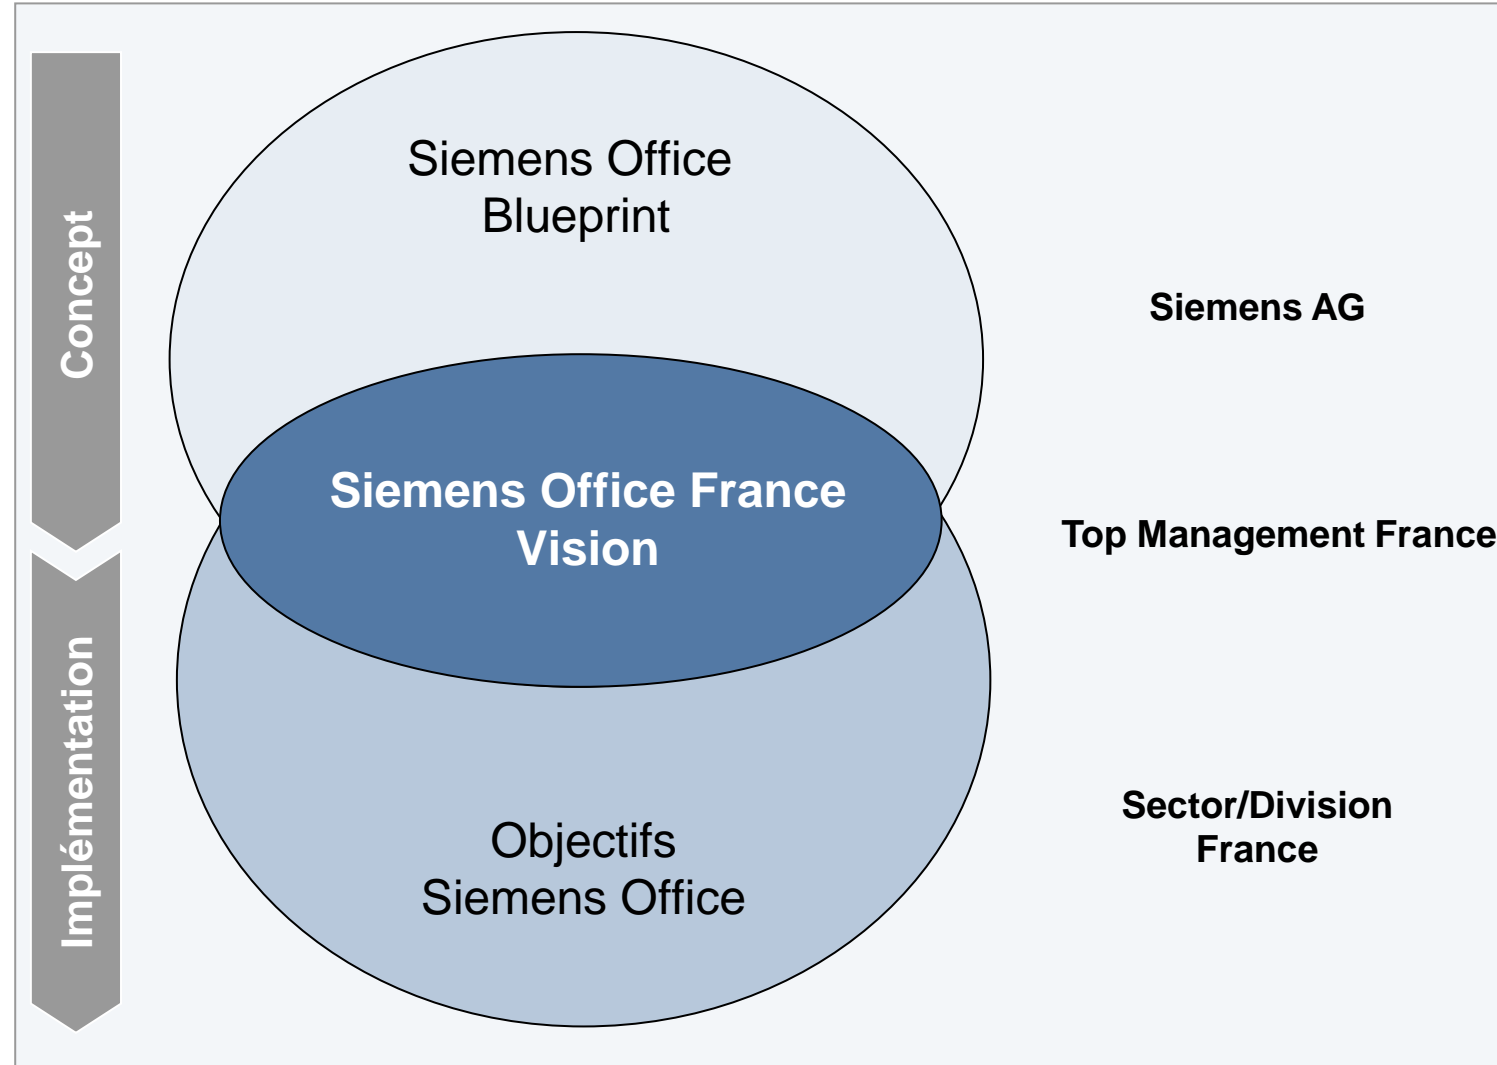 Concept
Siemens Office
Blueprint
Siemens AG
Siemens Office France
Vision
Top Management France
Implémentation
Objectifs
Siemens Office
Sector/Division
France